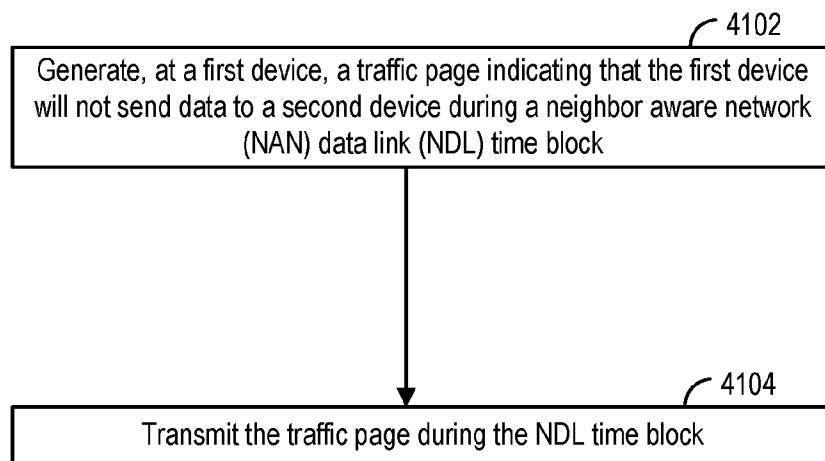 4102
Generate, at a first device, a traffic page indicating that the first device
will not send data to a second device during a neighbor aware network
(NAN) data link (NDL) time block
4104
Transmit the traffic page during the NDL time block